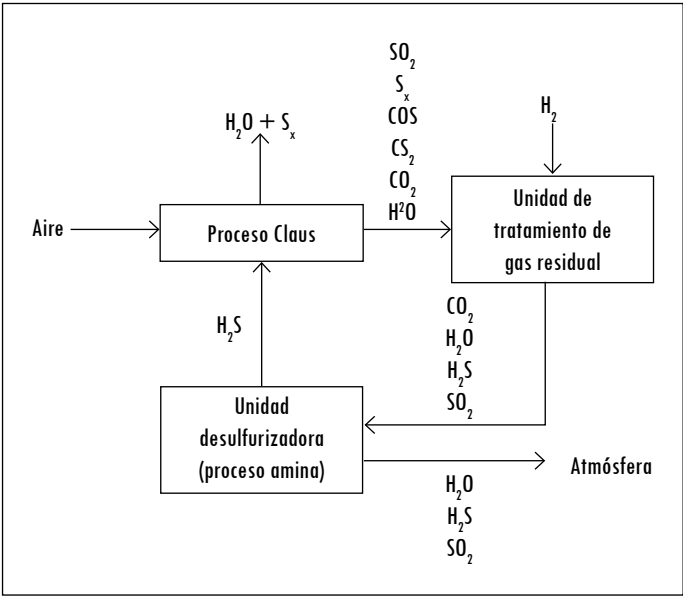 SO₂
Sₓ
COS
CS₂
CO₂
H²O
H₂O + Sₓ
H₂
Aire
Proceso Claus
Unidad de
tratamiento de
gas residual
H₂S
CO₂
H₂O
H₂S
SO₂
Unidad
desulfurizadora
(proceso amina)
Atmósfera
H₂O
H₂S
SO₂